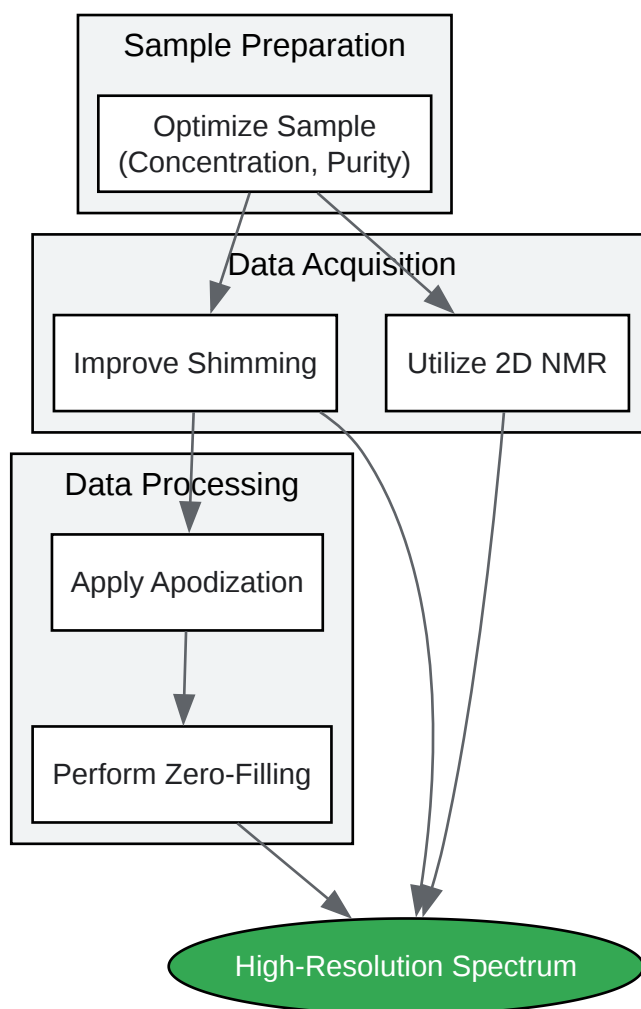 Sample Preparation
Optimize Sample
(Concentration, Purity)
Data Acquisition
Improve Shimming
Utilize 2D NMR
Data Processing
Apply Apodization
Perform Zero-Filling
High-Resolution Spectrum